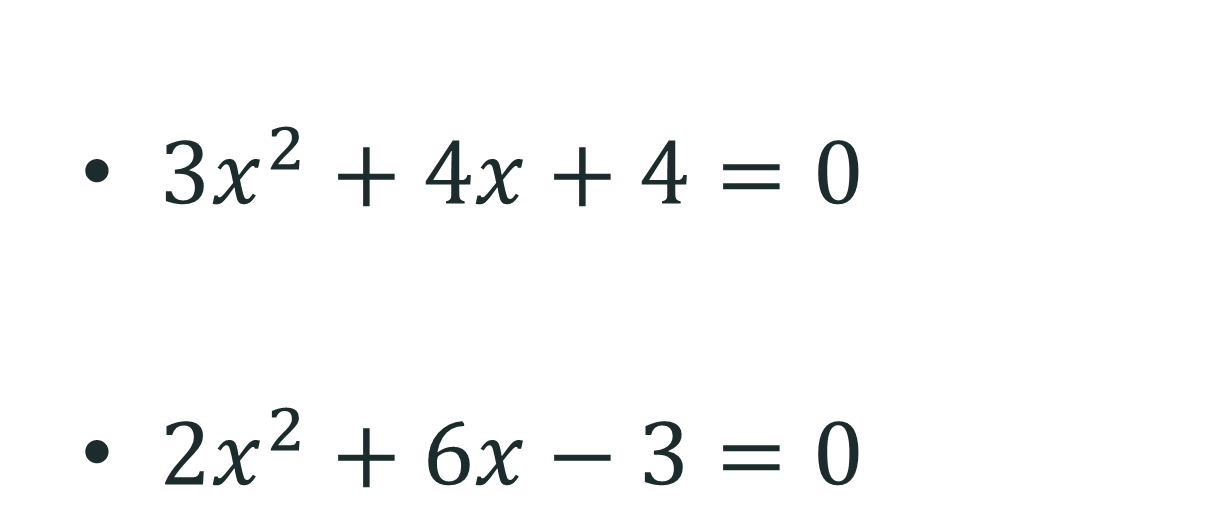 • 3x² + 4x + 4 = 0
• 2x² + 6x − 3 = 0